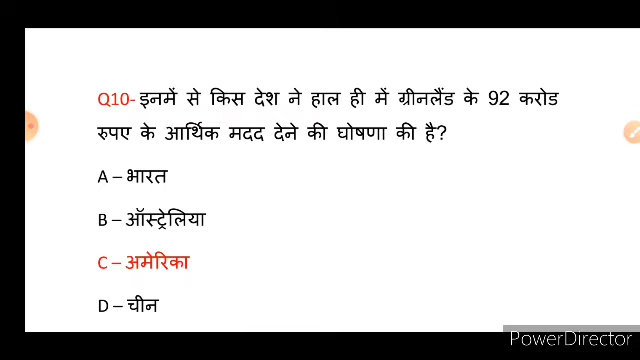 Q10- इनमें से किस देश ने हाल ही में ग्रीनलैंड के 92 करोड
रुपए के आर्थिक मदद देने की घोषणा की है?
A – भारत
B – ऑस्ट्रेलिया
C – अमेरिका
D – चीन
PowerDirector